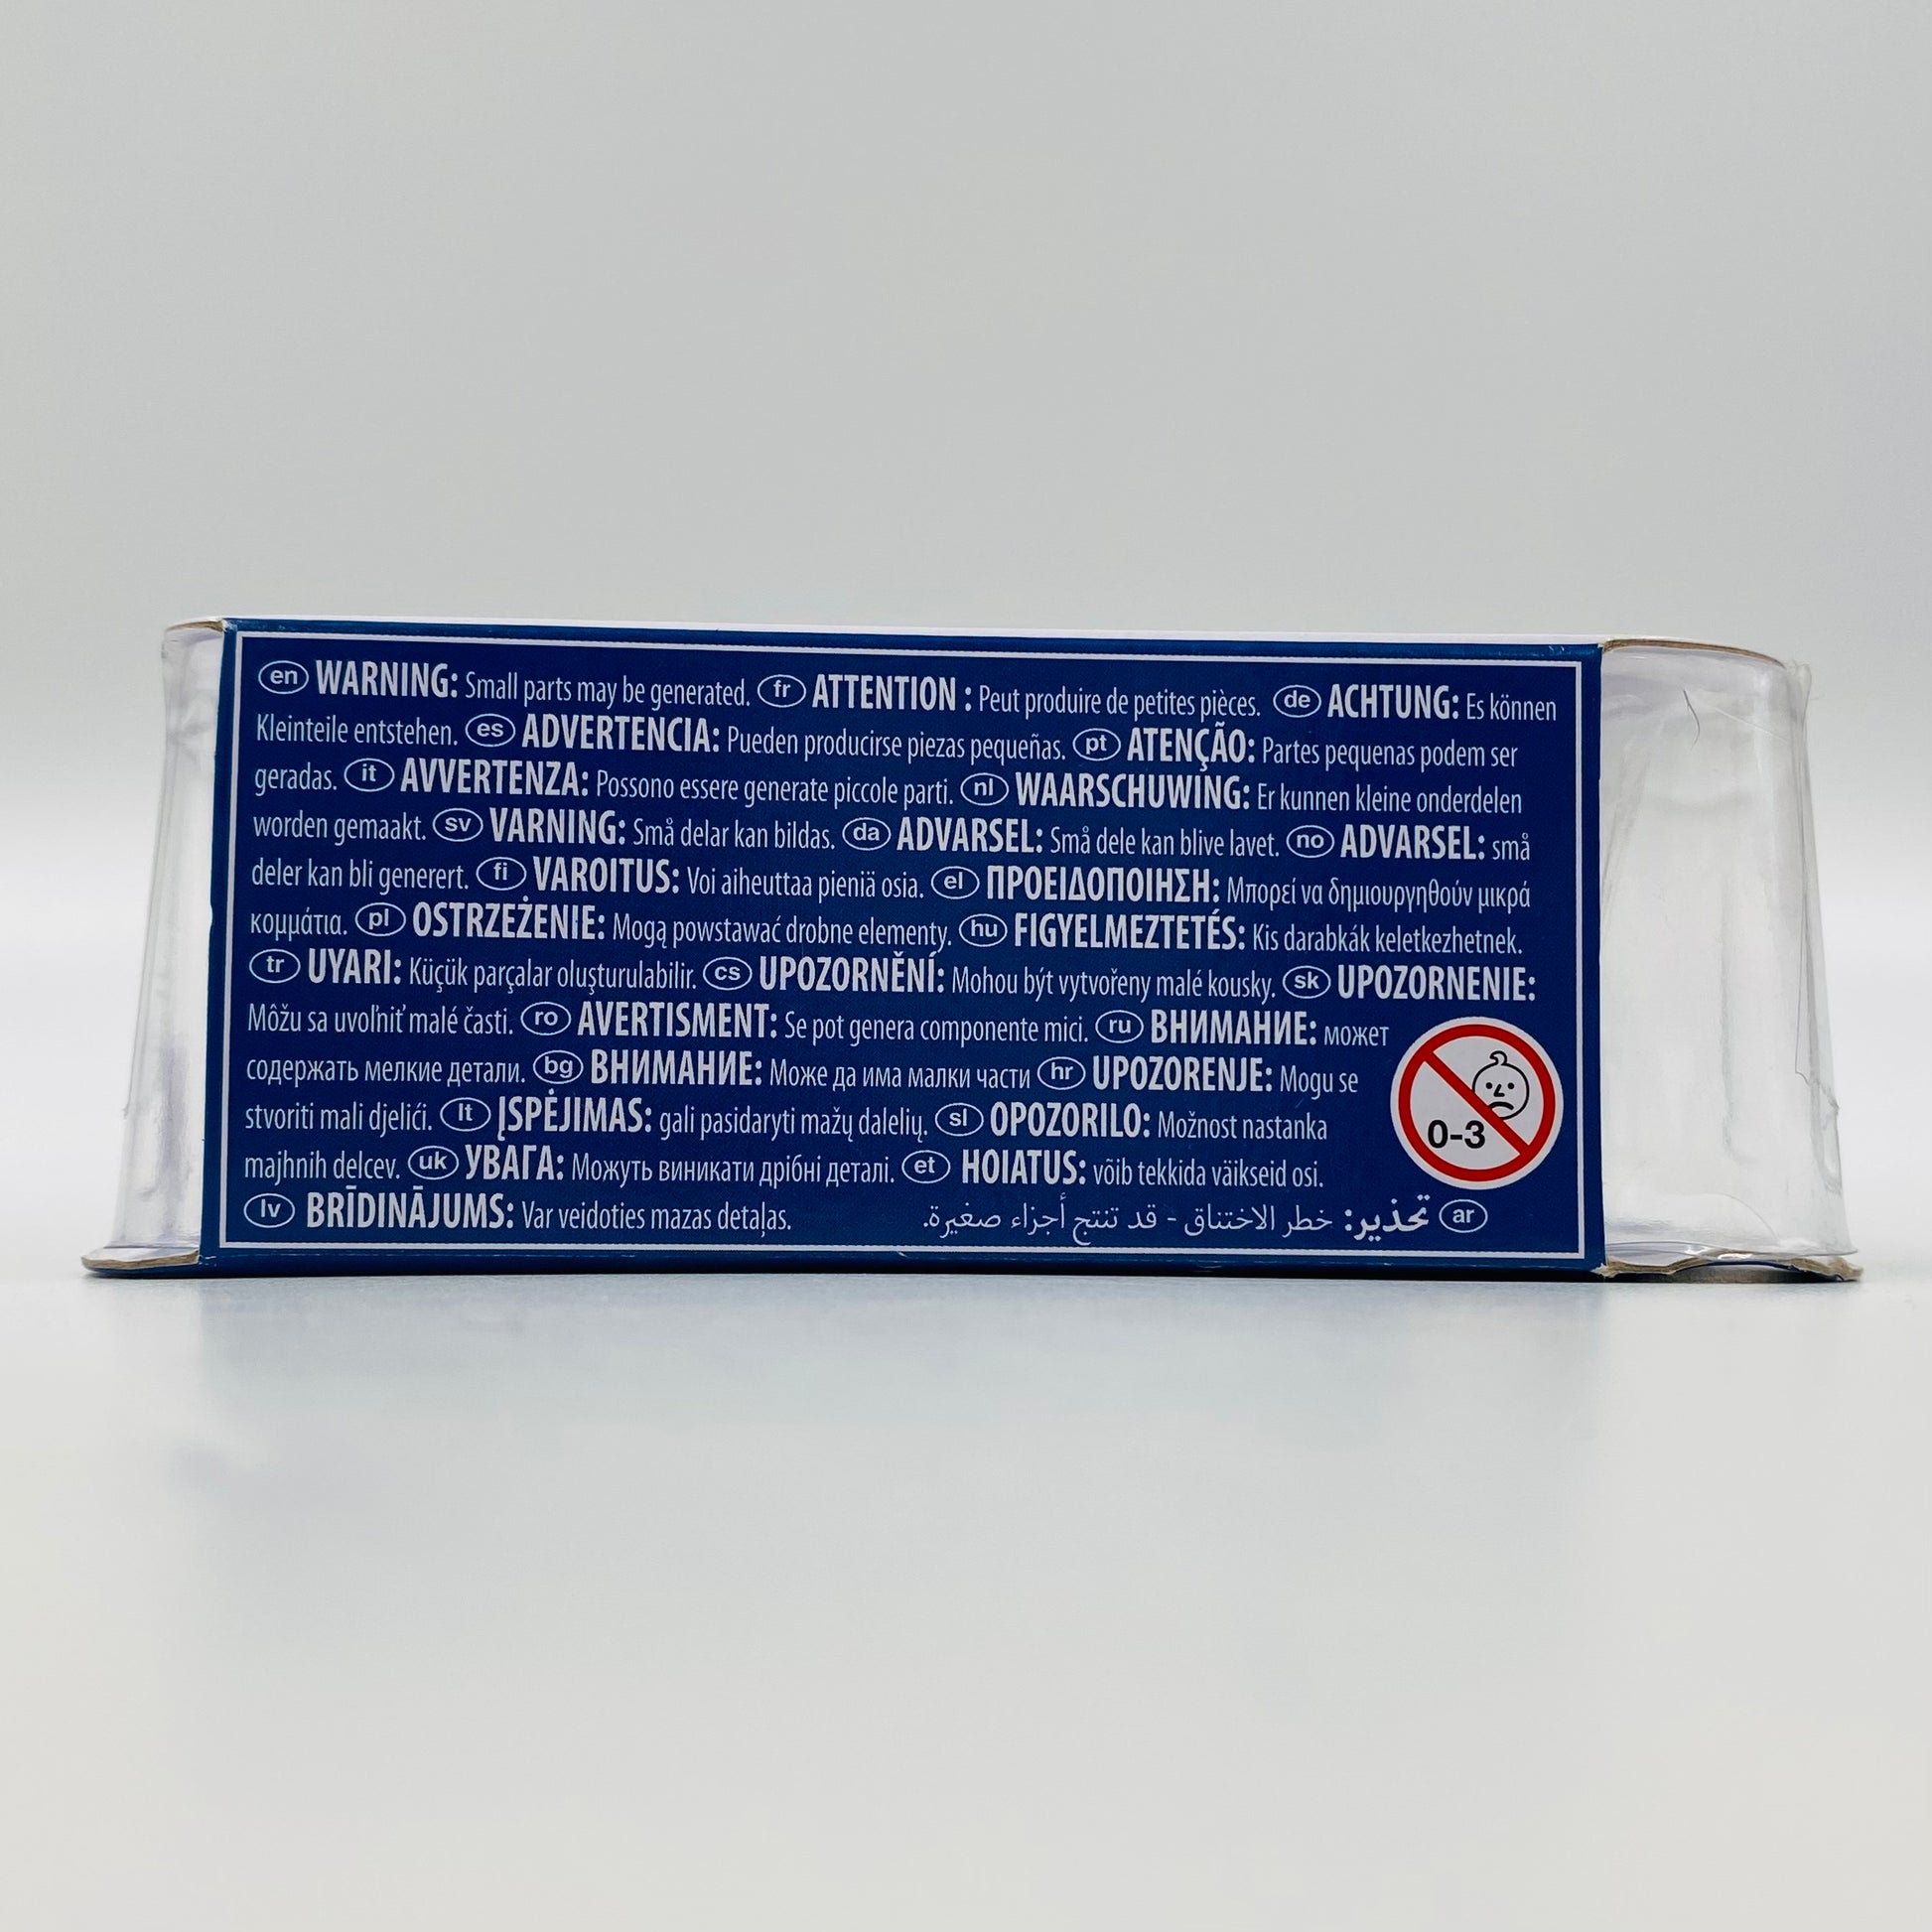 en WARNING: Small parts may be generated. fr ATTENTION : Peut produire de petites pièces. de ACHTUNG: Es können
Kleinteile entstehen. es ADVERTENCIA: Pueden producirse piezas pequeñas. pt ATENÇÃO: Partes pequenas podem ser
geradas. it AVVERTENZA: Possono essere generate piccole parti. nl WAARSCHUWING: Er kunnen kleine onderdelen
worden gemaakt. sv VARNING: Små delar kan bildas. da ADVARSEL: Små dele kan blive lavet. no ADVARSEL: små
deler kan bli generert. fi VAROITUS: Voi aiheuttaa pieniä osia. el ΠΡΟΕΙΔΟΠΟΙΗΣΗ: Μπορεί να δημιουργηθούν μικρά
κομμάτια. pl OSTRZEŻENIE: Mogą powstawać drobne elementy. hu FIGYELMEZTETÉS: Kis darabkák keletkezhetnek.
tr UYARI: Küçük parçalar oluşturulabilir. cs UPOZORNĚNÍ: Mohou být vytvořeny malé kousky. sk UPOZORNENIE:
Môžu sa uvoľniť malé časti. ro AVERTISMENT: Se pot genera componente mici. ru ВНИМАНИЕ: может
содержать мелкие детали. bg ВНИМАНИЕ: Може да има малки части hr UPOZORENJE: Mogu se
stvoriti mali djelići. lt ĮSPĖJIMAS: gali pasidaryti mažų dalelių. sl OPOZORILO: Možnost nastanka
majhnih delcev. uk УВАГА: Можуть виникати дрібні деталі. et HOIATUS: võib tekkida väikseid osi.
lv BRĪDINĀJUMS: Var veidoties mazas detaļas.
ar تحذير: خطر الاختناق - قد تنتج أجزاء صغيرة.
0-3